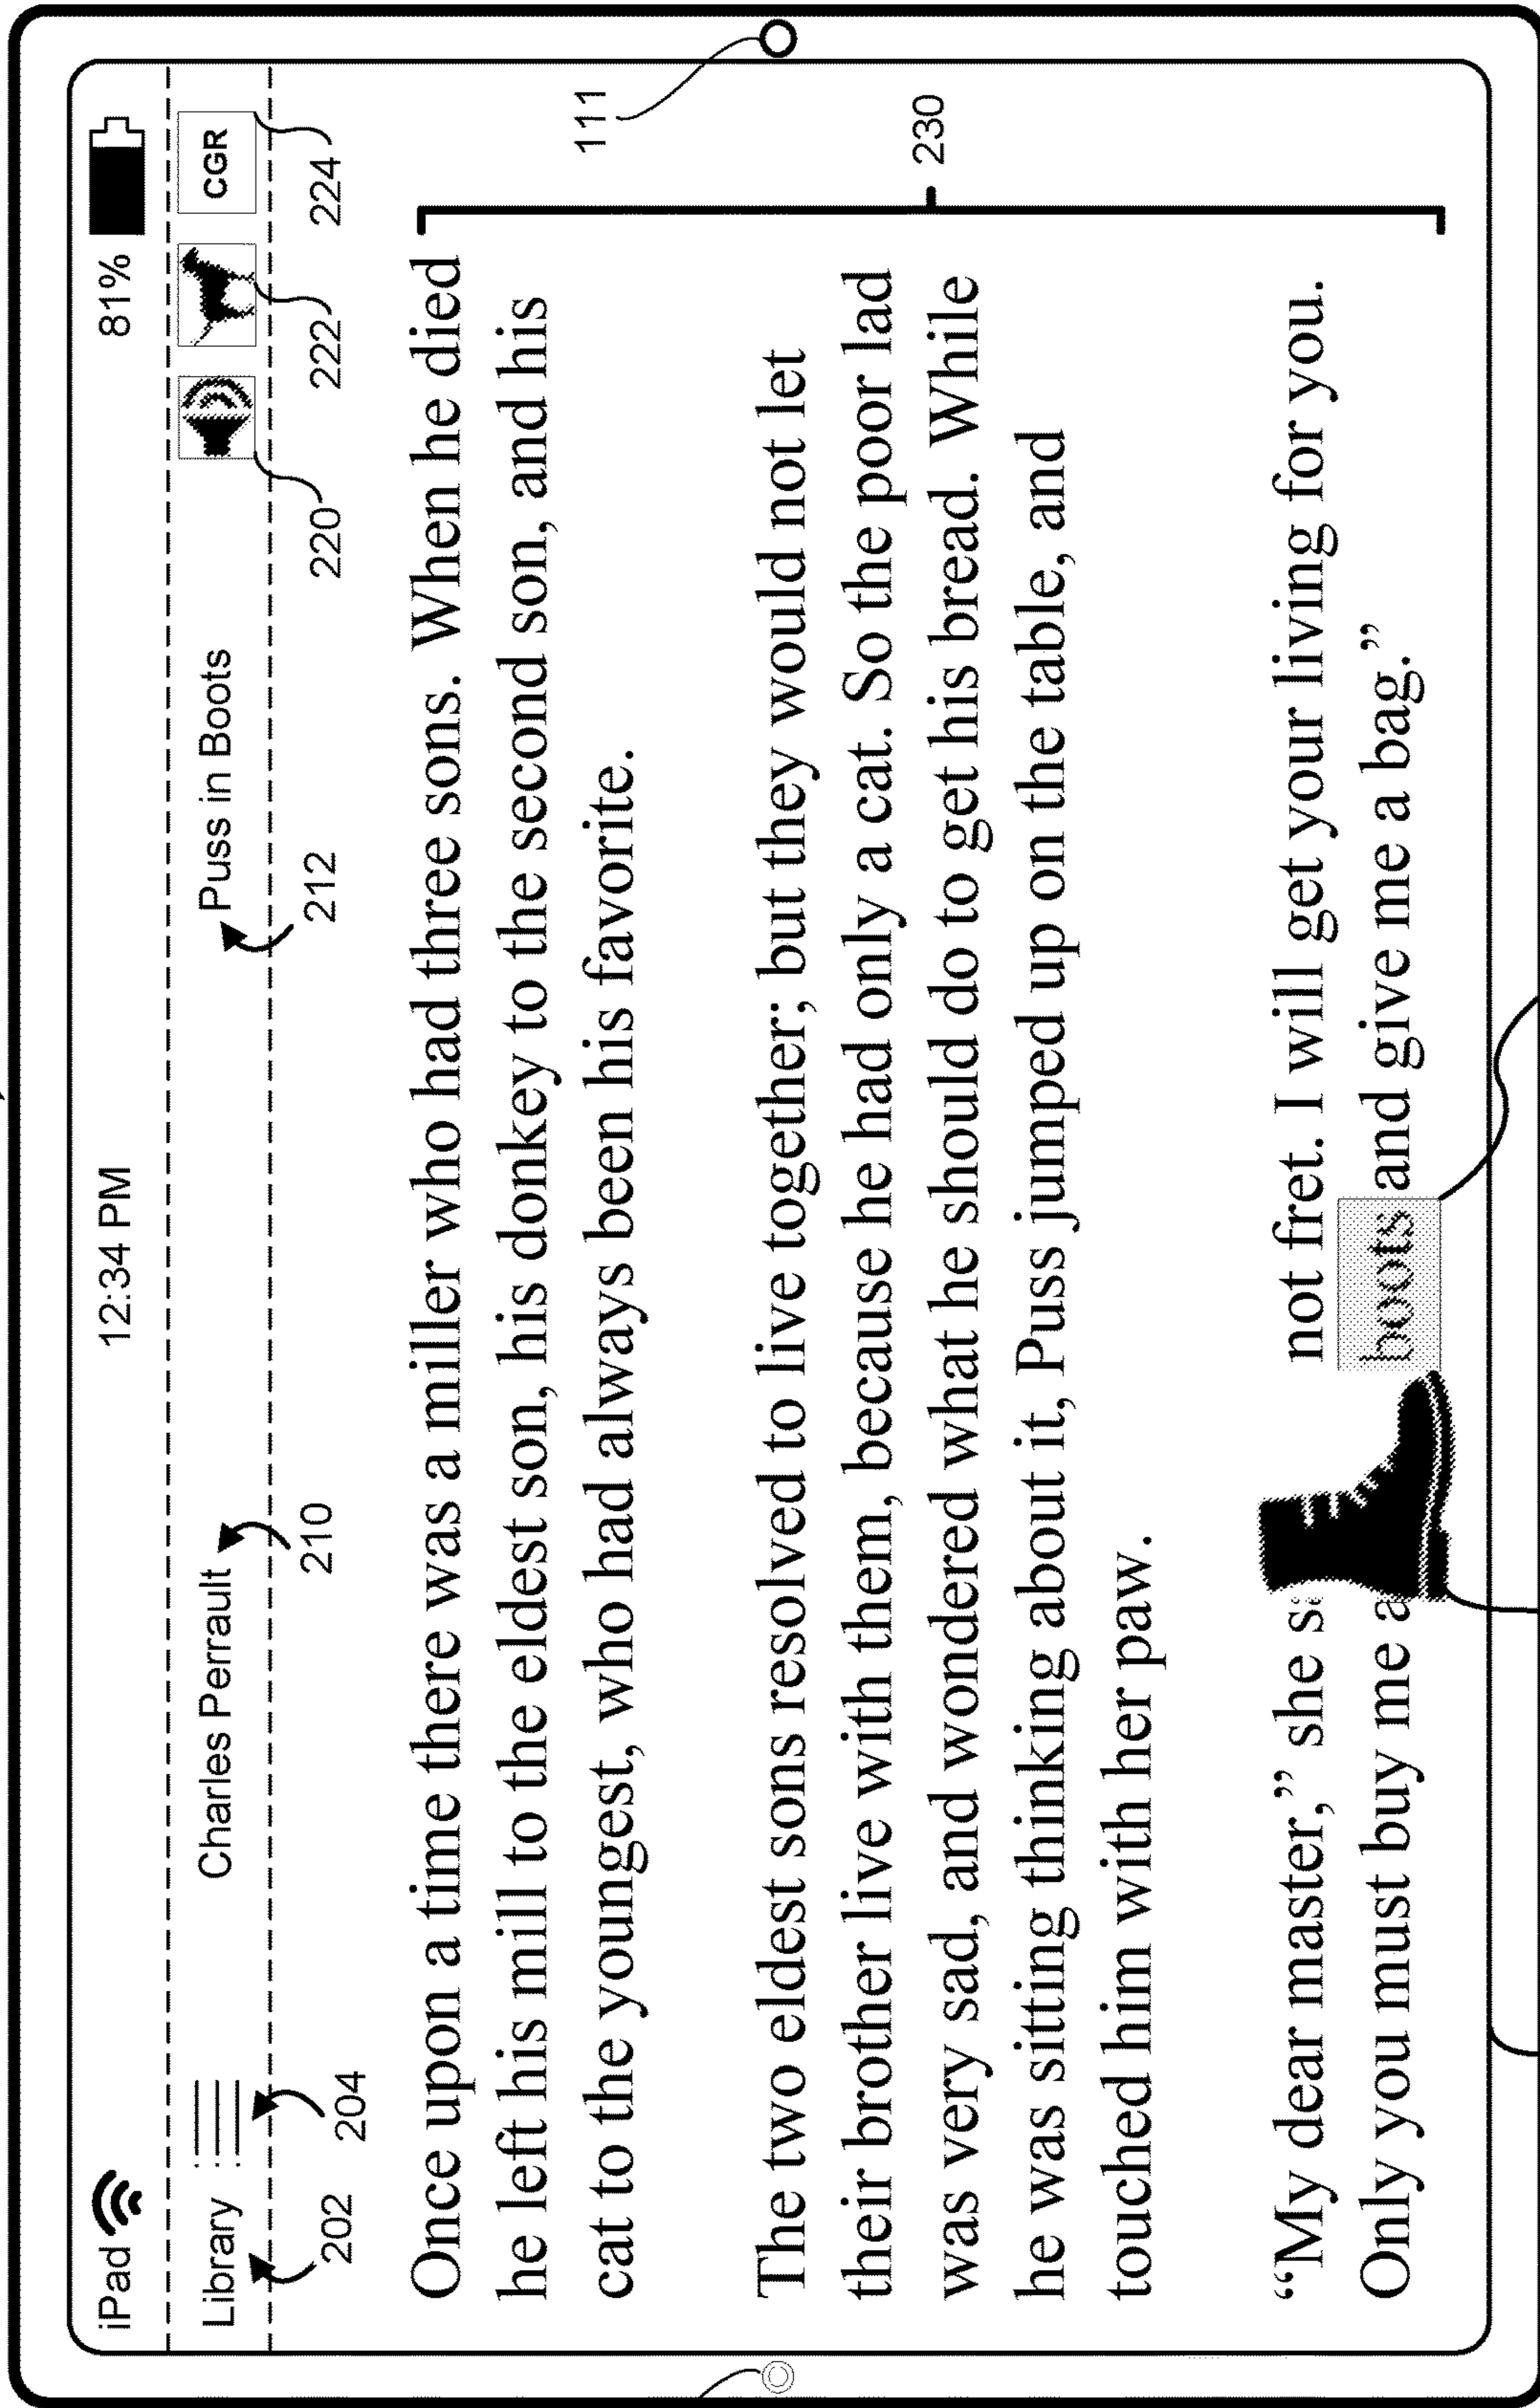 iPad 12:34 PM 81%
Library Charles Perrault Puss in Boots CGR
202 204 210 212 220 222 224
Once upon a time there was a miller who had three sons. When he died
he left his mill to the eldest son, his donkey to the second son, and his
cat to the youngest, who had always been his favorite.
111
230
The two eldest sons resolved to live together; but they would not let
their brother live with them, because he had only a cat. So the poor lad
was very sad, and wondered what he should do to get his bread. While
he was sitting thinking about it, Puss jumped up on the table, and
touched him with her paw.
“My dear master,” she s not fret. I will get your living for you.
Only you must buy me a boots and give me a bag.”